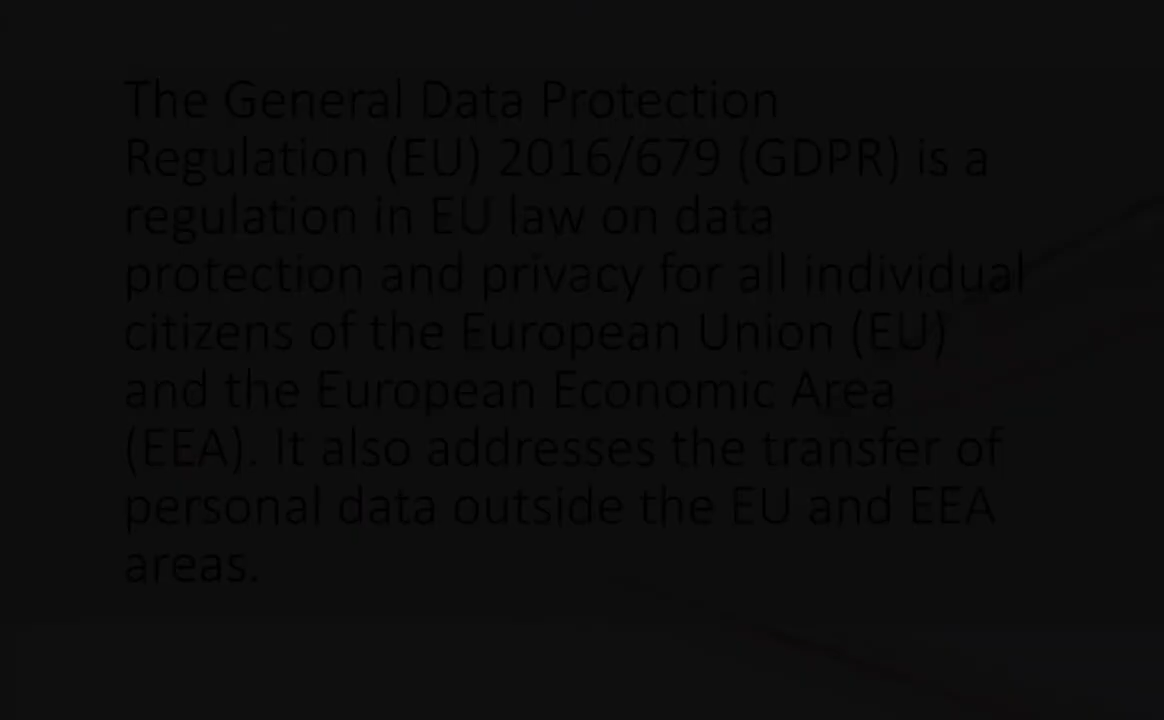 The General Data Protection
Regulation (EU) 2016/679 (GDPR) is a
regulation in EU law on data
protection and privacy for all individual
citizens of the European Union (EU)
and the European Economic Area
(EEA). It also addresses the transfer of
personal data outside the EU and EEA
areas.